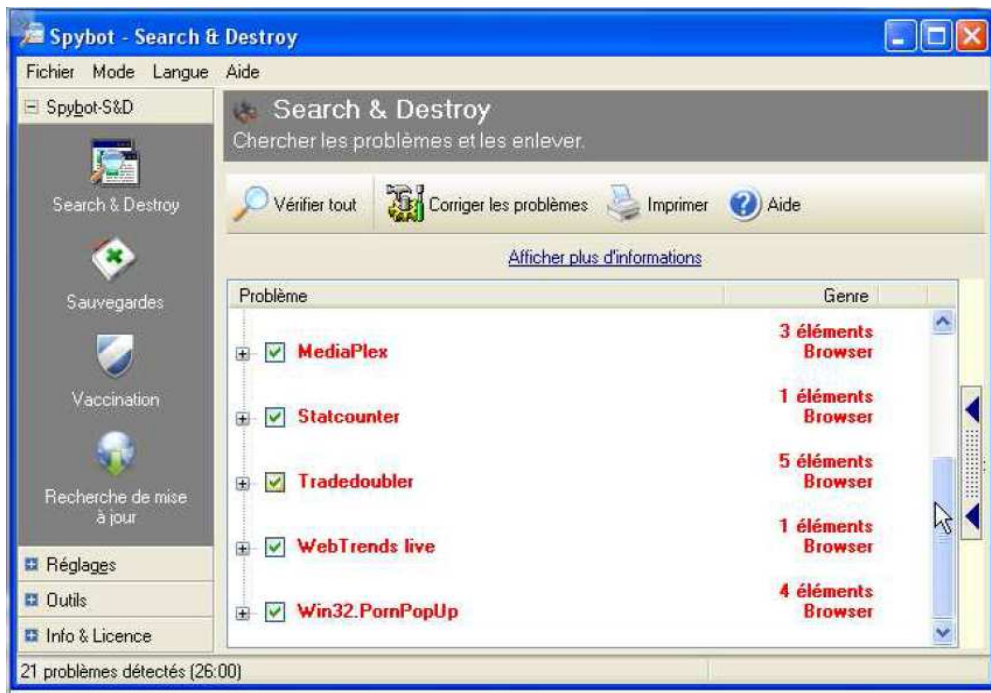 Spybot - Search & Destroy
Fichier Mode Langue Aide
Spybot-S&D
Search & Destroy
Sauvegardes
Vaccination
Recherche de mise
à jour
Réglages
Outils
Info & Licence
Search & Destroy
Chercher les problèmes et les enlever.
Vérifier tout Corriger les problèmes Imprimer Aide
Afficher plus d'informations
Problème Genre
MediaPlex 3 éléments
Browser
Statcounter 1 éléments
Browser
Tradedoubler 5 éléments
Browser
WebTrends live 1 éléments
Browser
Win32.PornPopUp 4 éléments
Browser
21 problèmes détectés (26:00)